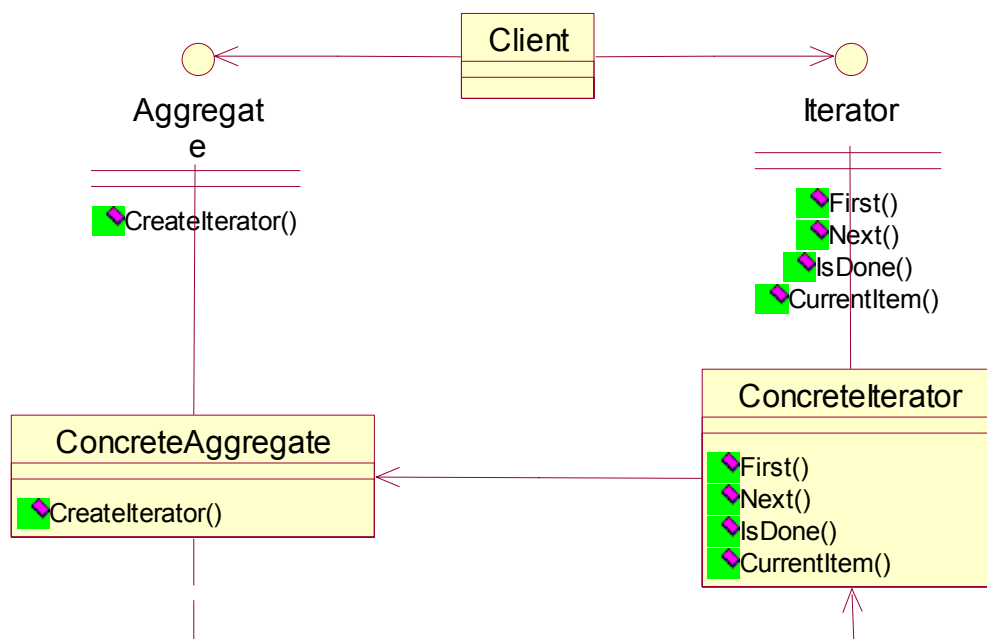 Client
Aggregat
e
CreateIterator()
Iterator
First()
Next()
IsDone()
CurrentItem()
ConcreteAggregate
CreateIterator()
ConcreteIterator
First()
Next()
IsDone()
CurrentItem()